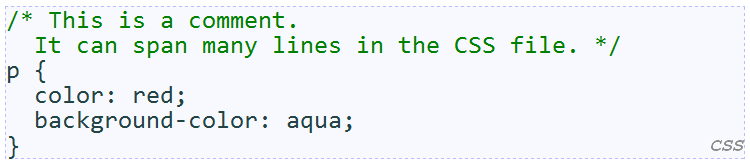 /* This is a comment.
  It can span many lines in the CSS file. */
p {
  color: red;
  background-color: aqua;
}
CSS